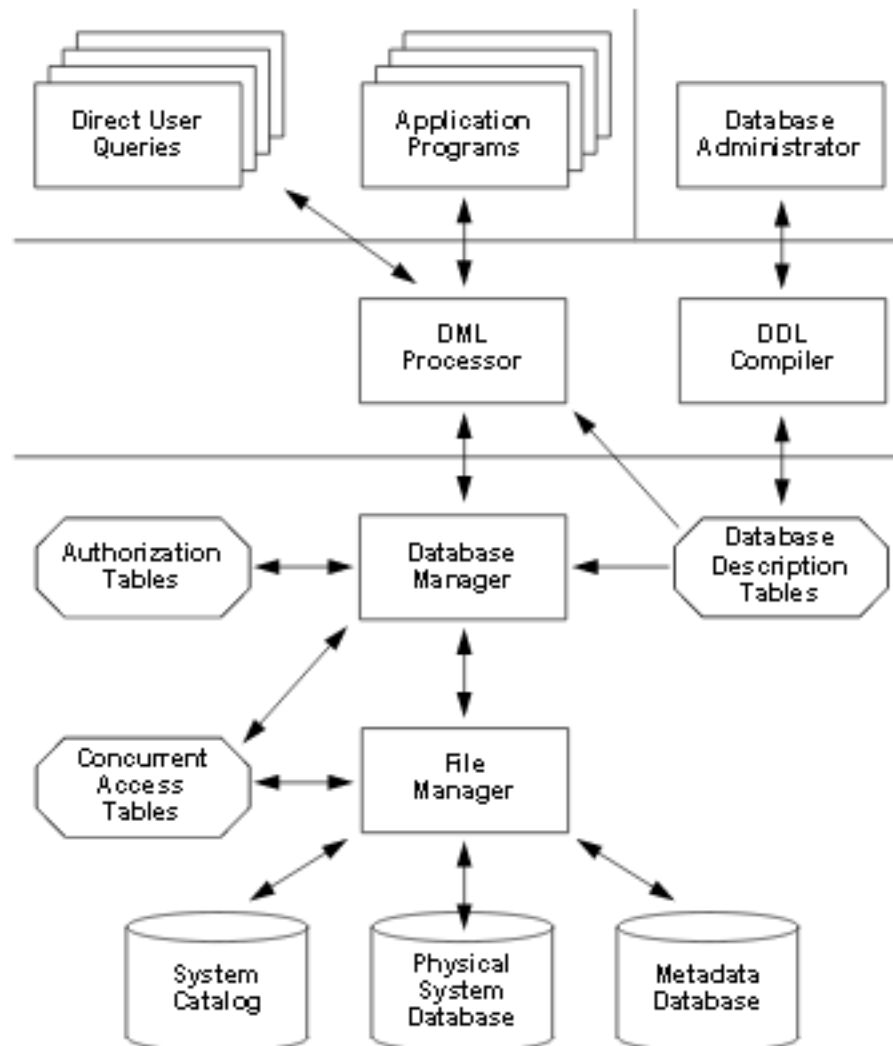 Direct User
Queries
Application
Programs
Database
Administrator
DML
Processor
DDL
Compiler
Authorization
Tables
Database
Manager
Database
Description
Tables
Concurrent
Access
Tables
File
Manager
System
Catalog
Physical
System
Database
Metadata
Database